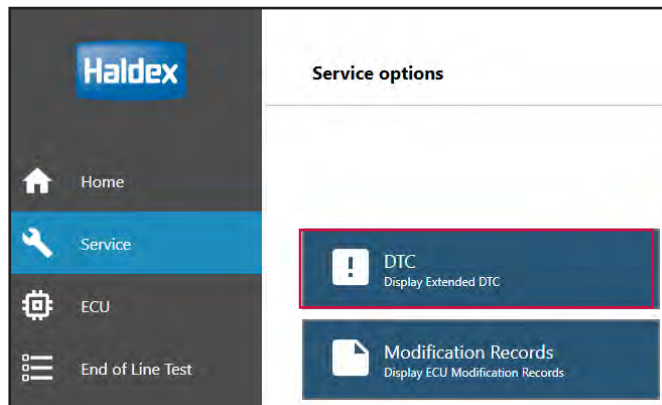 Haldex
Service options
Home
Service
ECU
End of Line Test
DTC
Display Extended DTC
Modification Records
Display ECU Modification Records